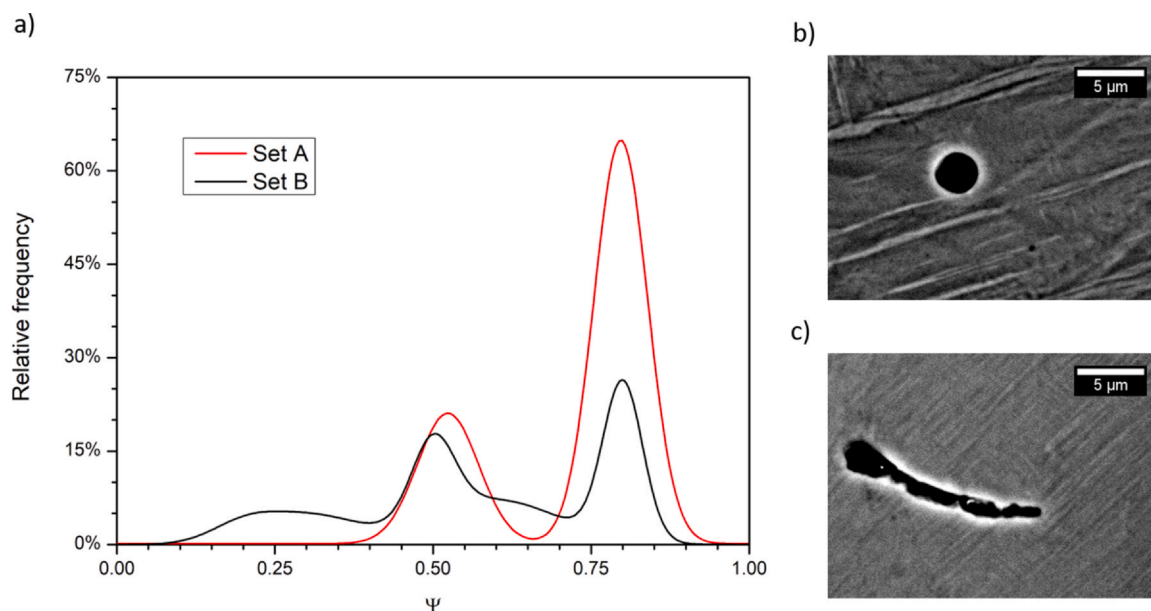 a)
75%
60%
45%
30%
15%
0%
Relative frequency
Set A
Set B
0.00
0.25
0.50
0.75
1.00
Ψ
b)
5 µm
c)
5 µm